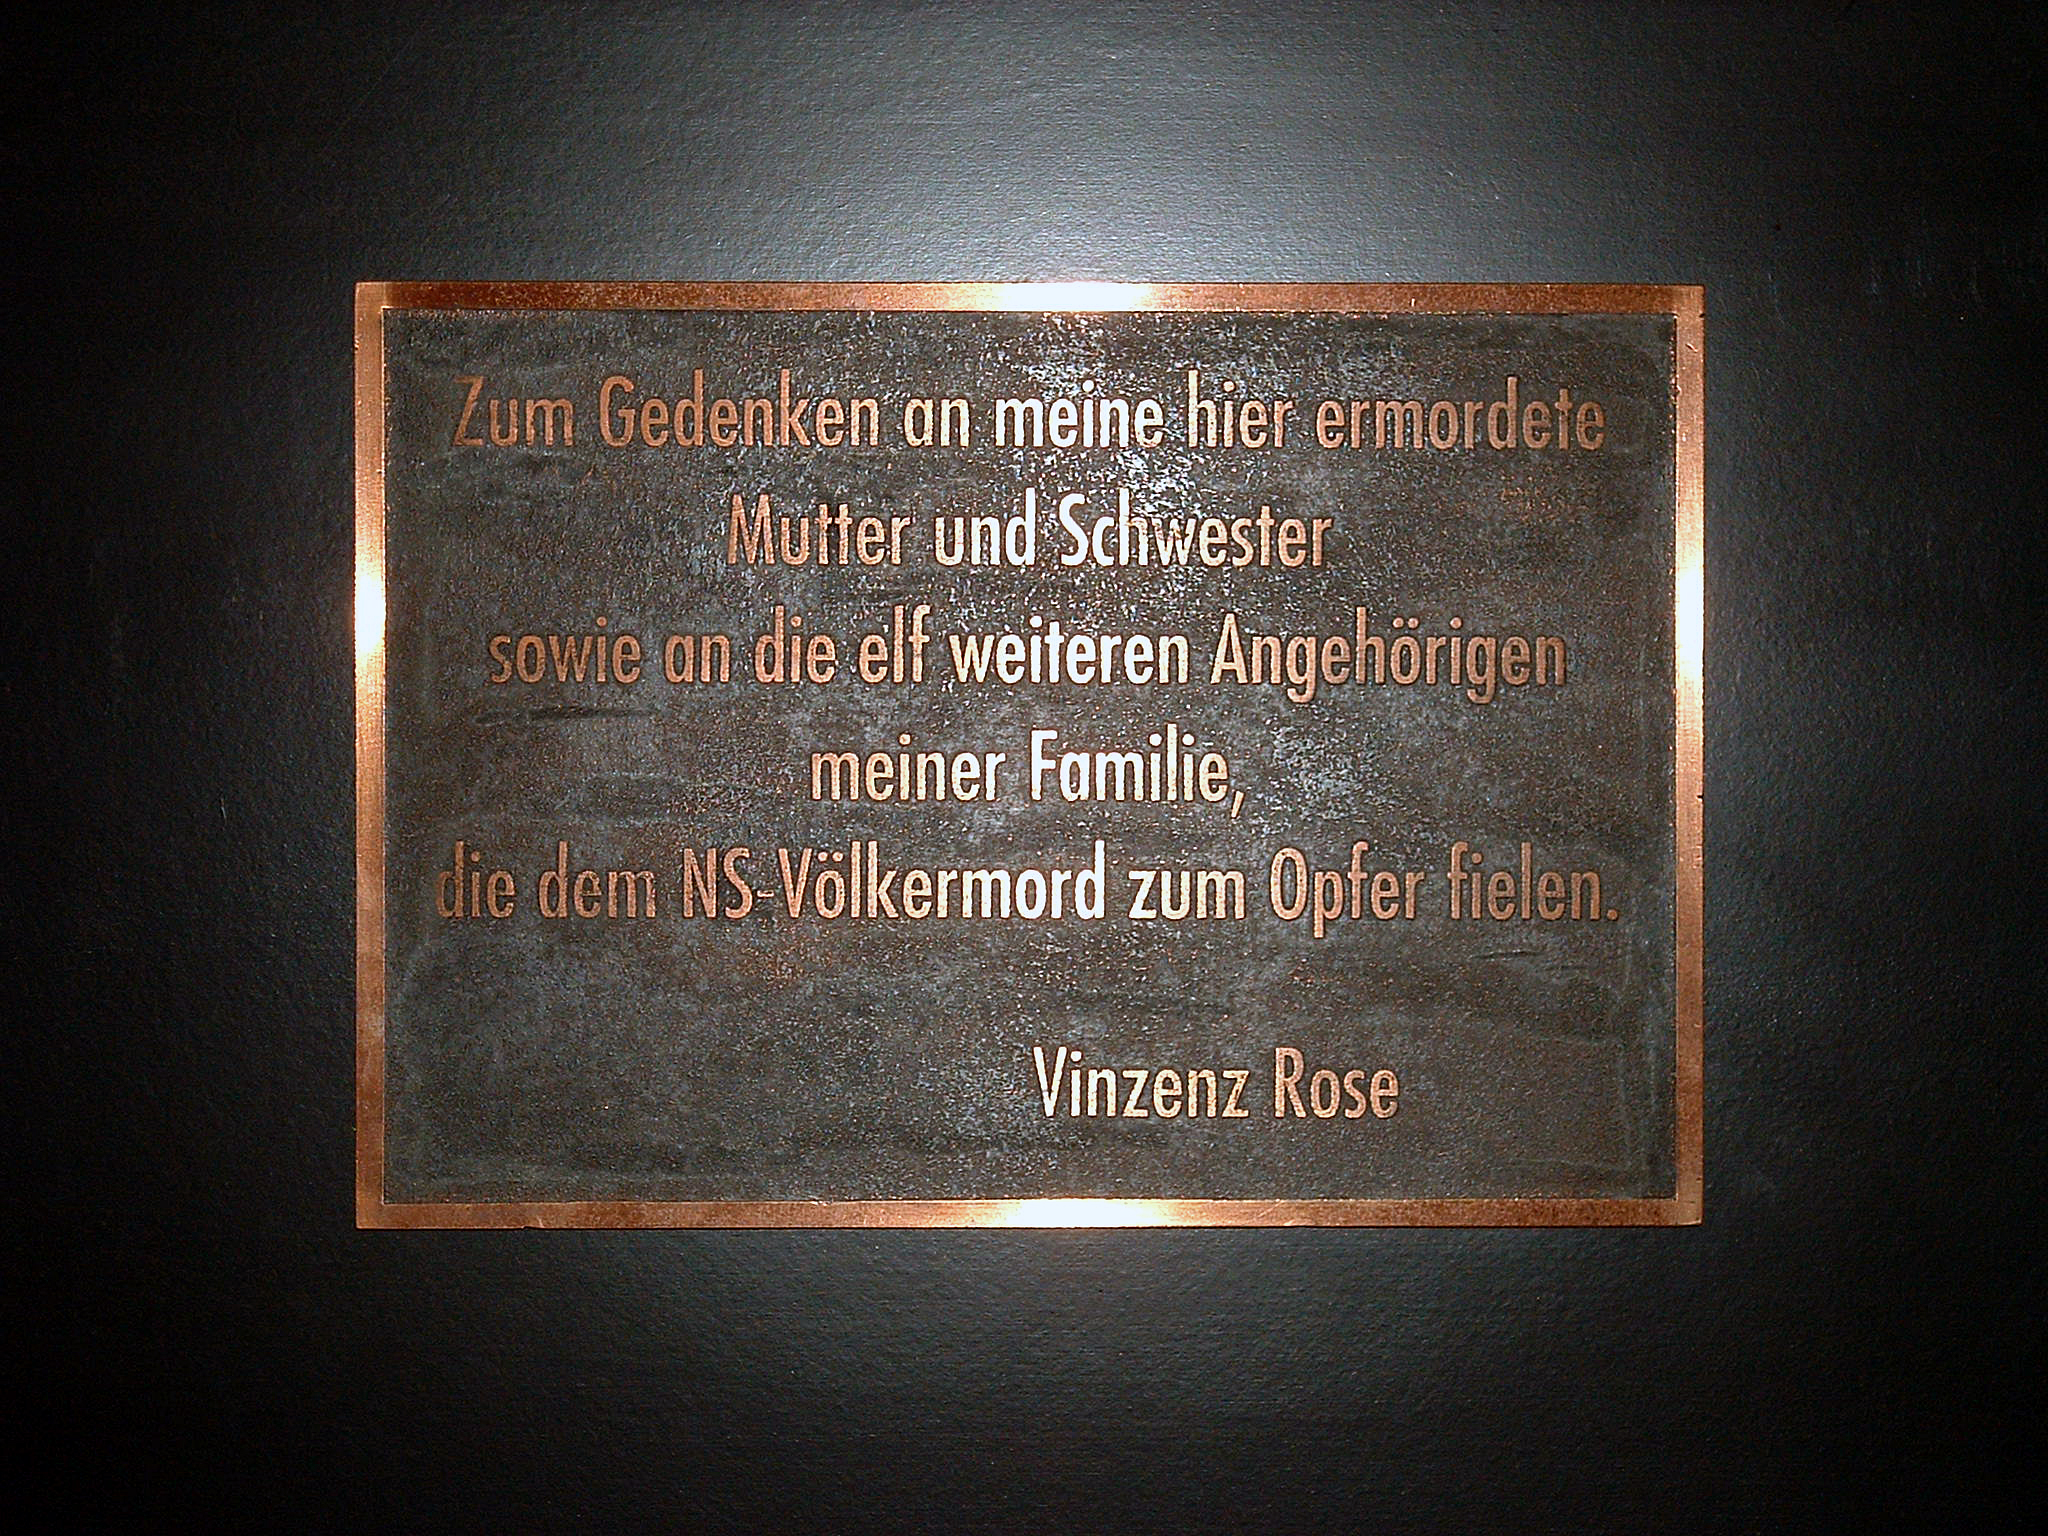 Zum Gedenken an meine hier ermordete
Mutter und Schwester
sowie an die elf weiteren Angehörigen
meiner Familie,
die dem NS-Völkermord zum Opfer fielen.
Vinzenz Rose